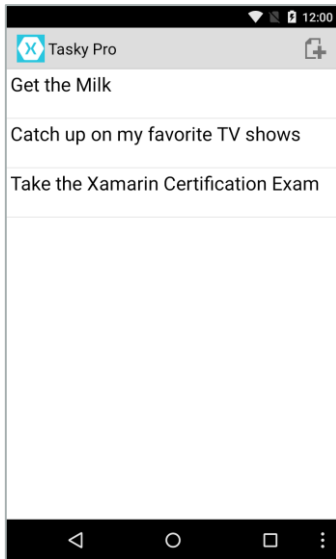 12:00
Tasky Pro
Get the Milk
Catch up on my favorite TV shows
Take the Xamarin Certification Exam